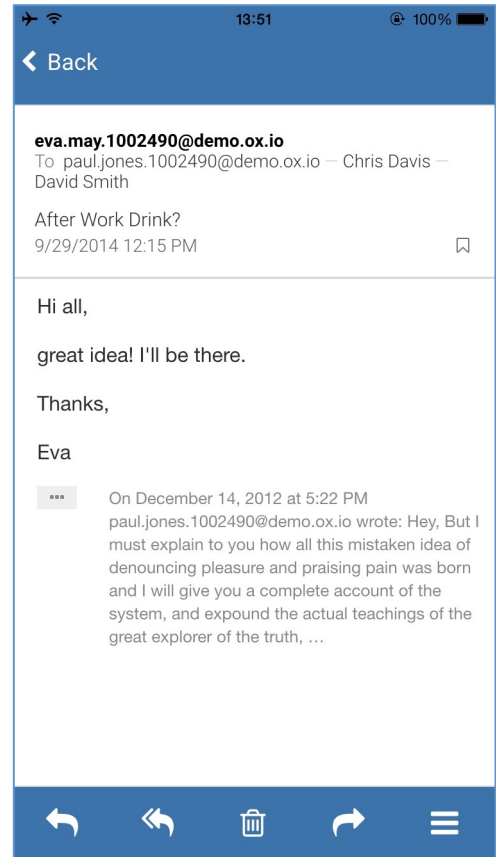 13:51
100%
Back
eva.may.1002490@demo.ox.io
To paul.jones.1002490@demo.ox.io — Chris Davis —
David Smith
After Work Drink?
9/29/2014 12:15 PM
Hi all,
great idea! I'll be there.
Thanks,
Eva
On December 14, 2012 at 5:22 PM
paul.jones.1002490@demo.ox.io wrote: Hey, But I
must explain to you how all this mistaken idea of
denouncing pleasure and praising pain was born
and I will give you a complete account of the
system, and expound the actual teachings of the
great explorer of the truth, …